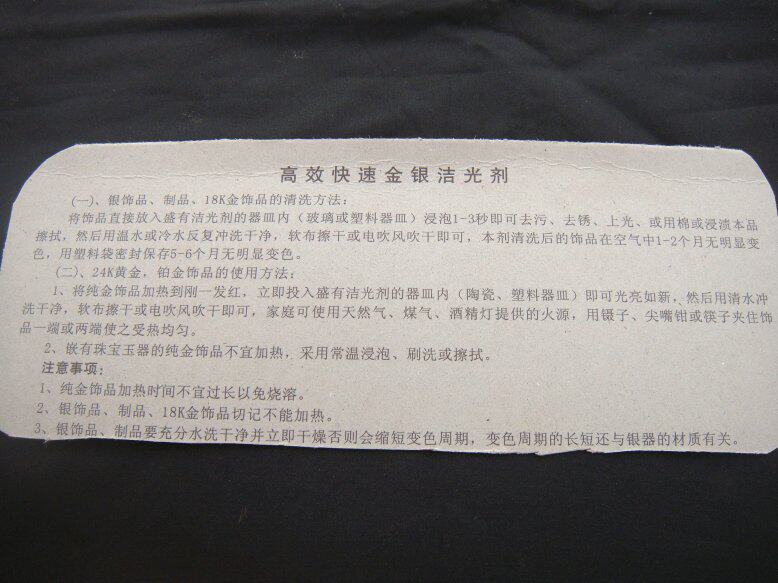 高效快速金银洁光剂
(一)、银饰品、制品、18K金饰品的清洗方法：
将饰品直接放入盛有洁光剂的器皿内（玻璃或塑料器皿）浸泡1-3秒即可去污、去锈、上光、或用棉或浸渍本品
擦拭，然后用温水或冷水反复冲洗干净，软布擦干或电吹风吹干即可，本剂清洗后的饰品在空气中1-2个月无明显变
色，用塑料袋密封保存5-6个月无明显变色。
(二)、24K黄金，铂金饰品的使用方法：
1、将纯金饰品加热到刚一发红，立即投入盛有洁光剂的器皿内（陶瓷、塑料器皿）即可光亮如新，然后用清水冲
洗干净，软布擦干或电吹风吹干即可，家庭可使用天然气、煤气、酒精灯提供的火源，用镊子、尖嘴钳或筷子夹住饰
品一端或两端使之受热均匀。
2、嵌有珠宝玉器的纯金饰品不宜加热，采用常温浸泡、刷洗或擦拭。
注意事项：
1、纯金饰品加热时间不宜过长以免烧溶。
2、银饰品、制品、18K金饰品切记不能加热。
3、银饰品、制品要充分水洗干净并立即干燥否则会缩短变色周期，变色周期的长短还与银器的材质有关。